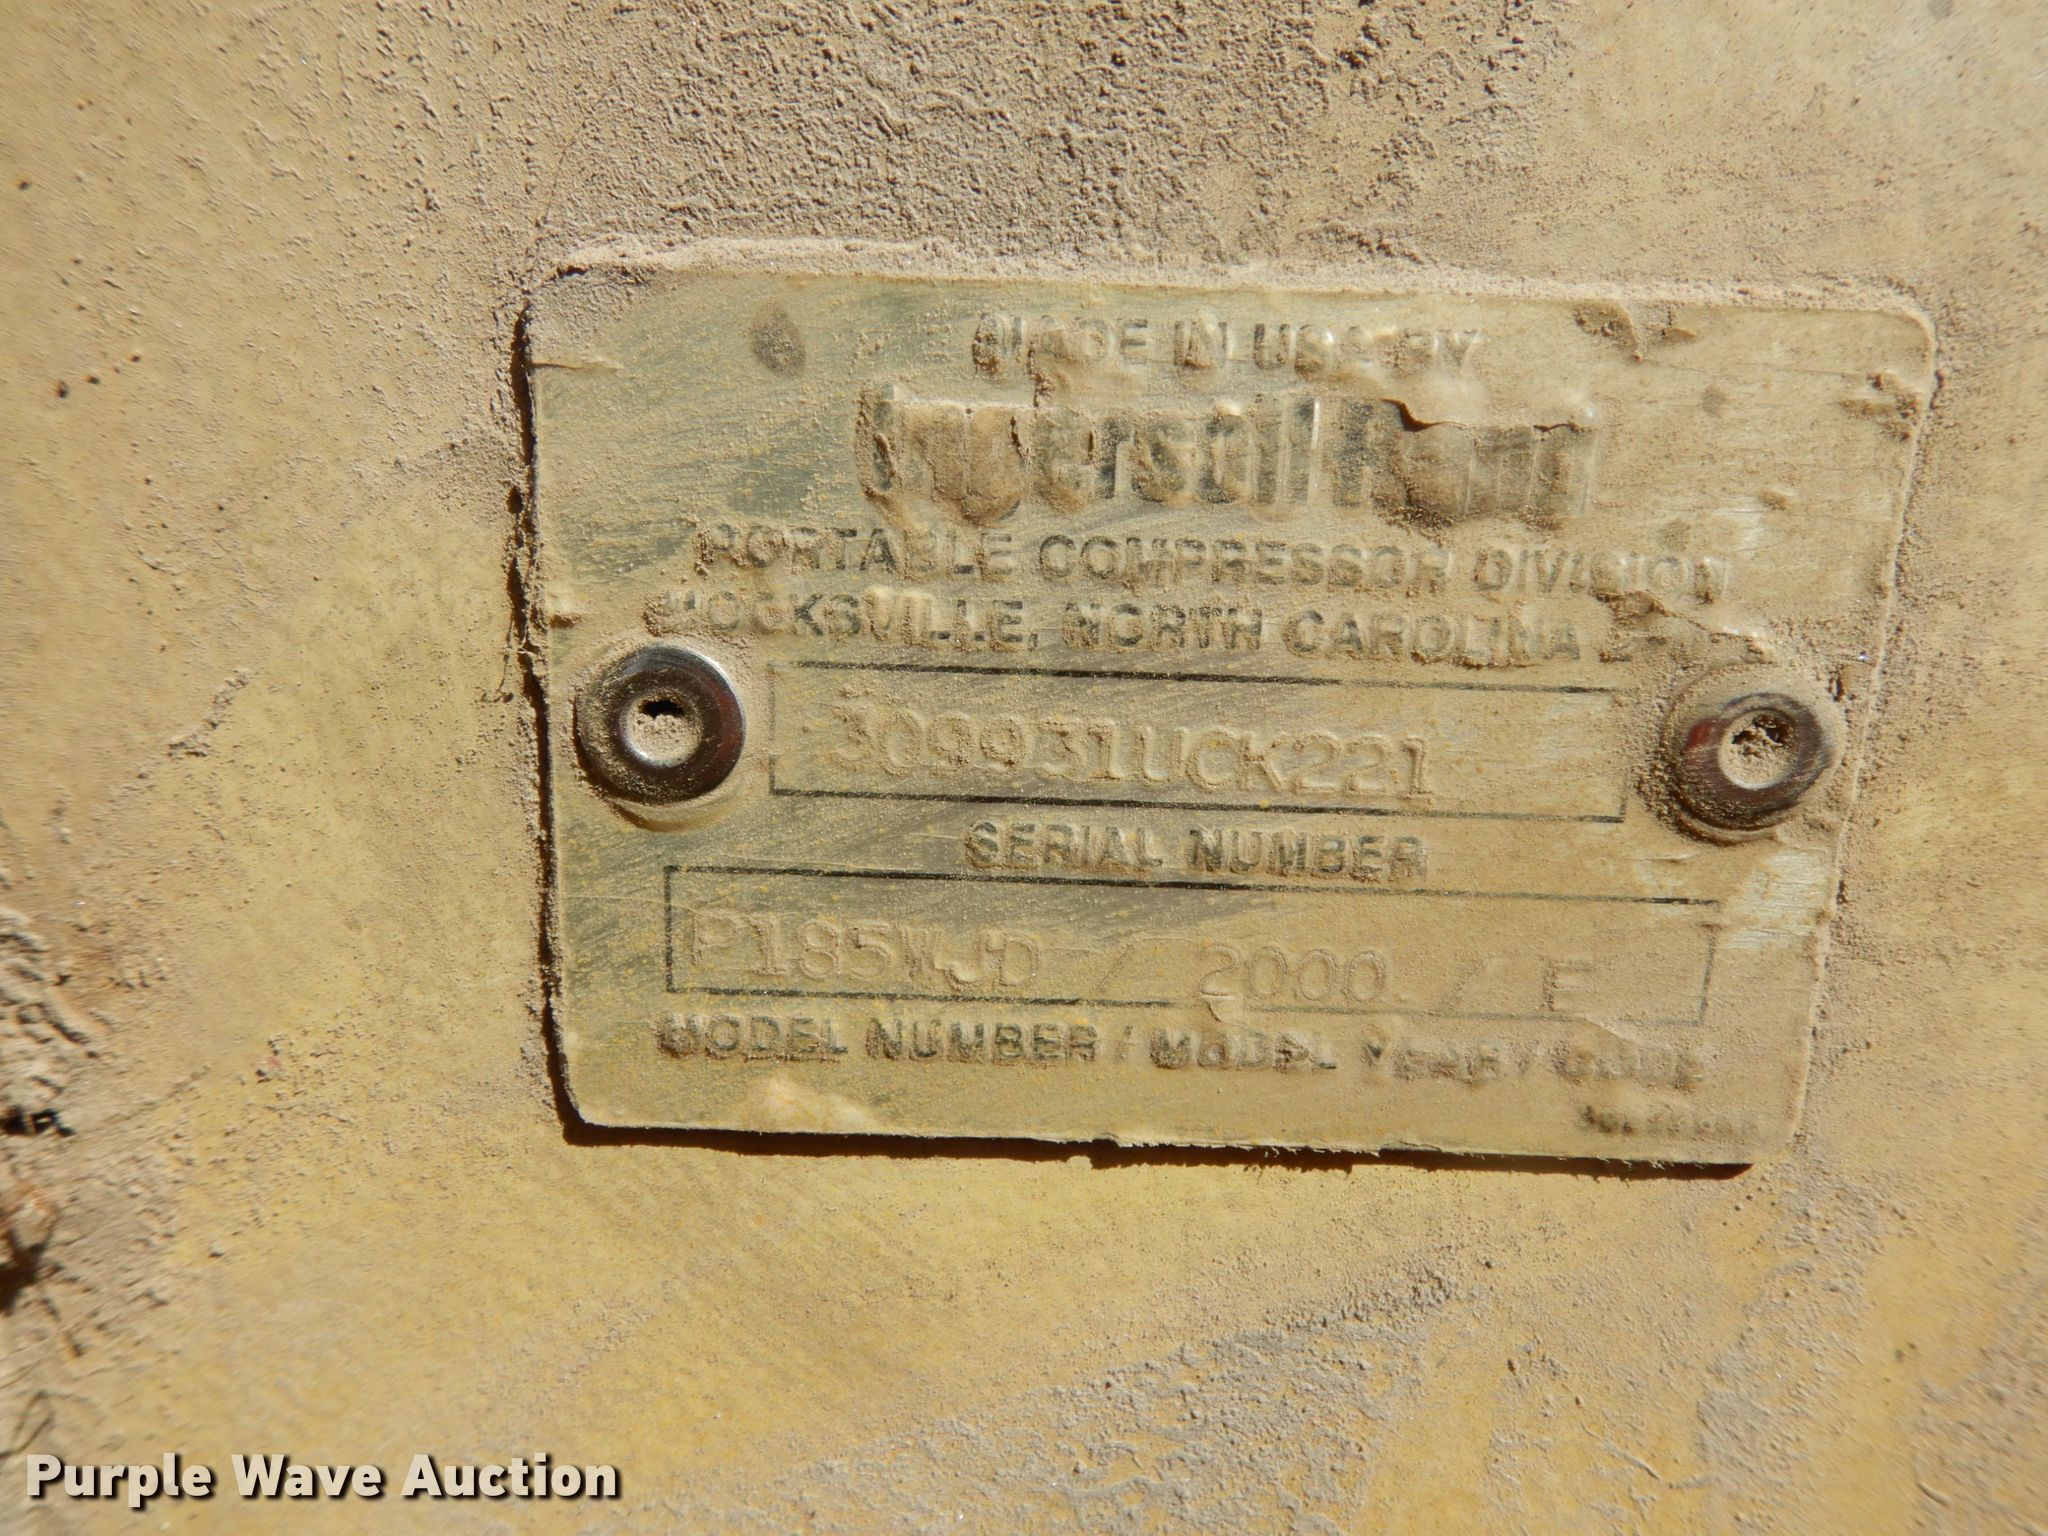 MADE IN USA BY
Ingersoll Rand
PORTABLE COMPRESSOR DIVISION
MOCKSVILLE, NORTH CAROLINA
309931UCK221
SERIAL NUMBER
P185WJD / 2000 / E
MODEL NUMBER / MODEL YEAR / CODE
Purple Wave Auction